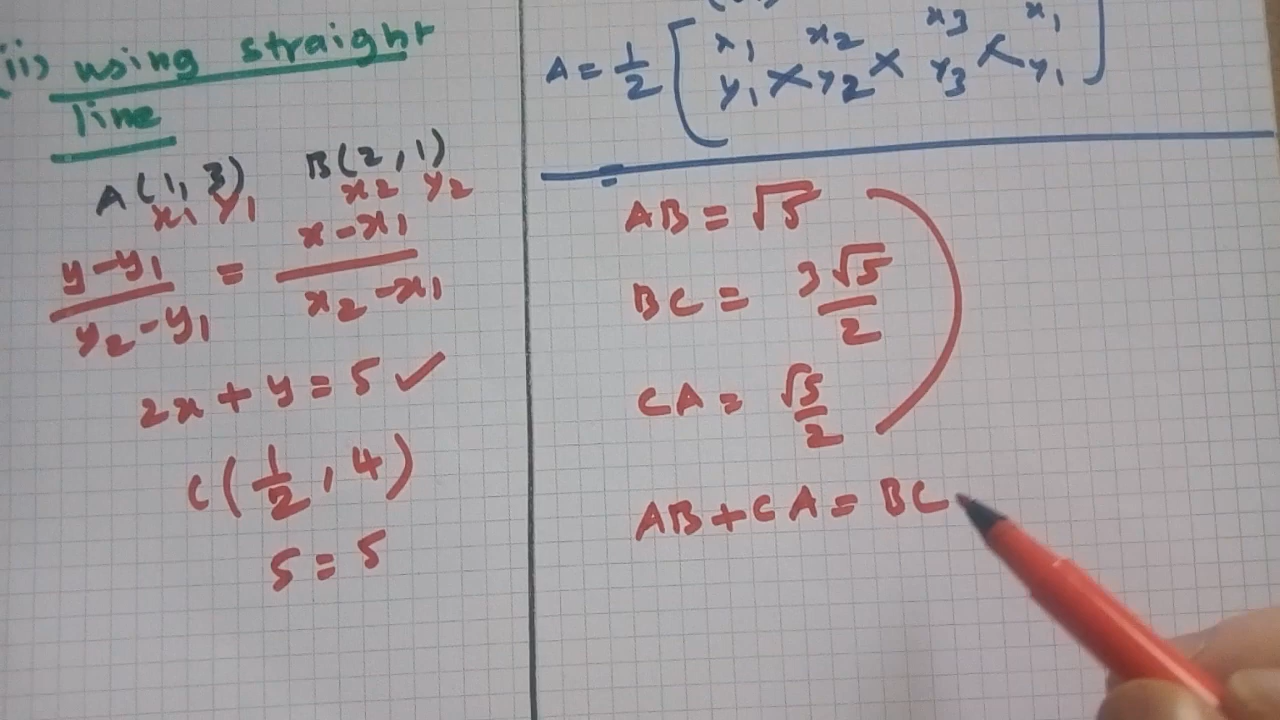 (ii) using straight
line
A(1, 3) B(2, 1)
x1 y1 x2 y2
y-y1/y2-y1 = x-x1/x2-x1
2x + y = 5 ✓
C(1/2, 4)
5 = 5
x1 x2 x3 x1
A = 1/2 [
y1 × y2 × y3 × y1 ]
AB = √5
BC = 3√5/2
CA = √5/2
AB + CA = BC